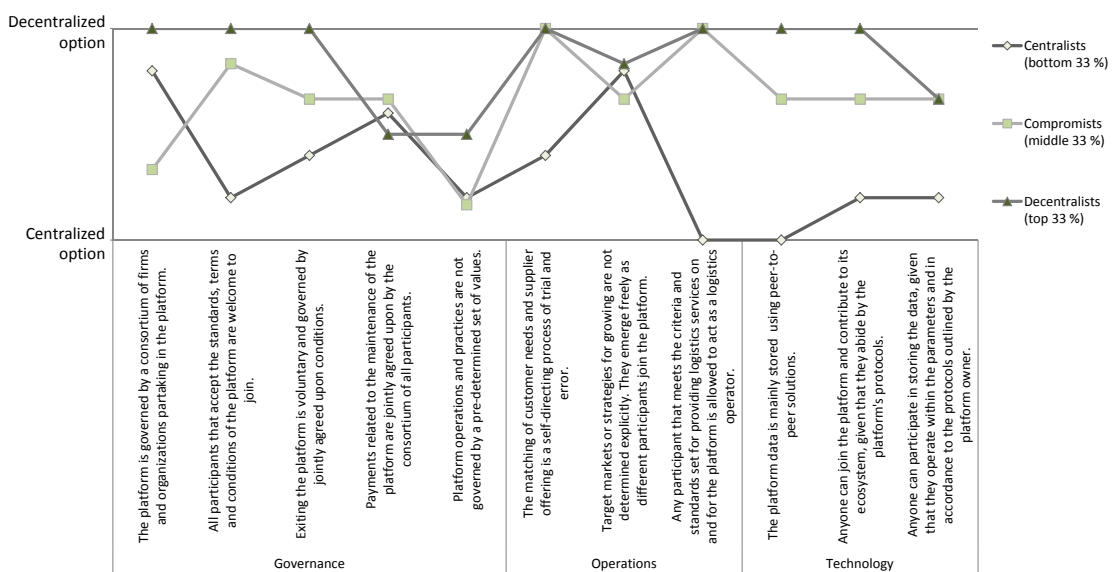 Decentralized
option
Centralized
option
The platform is governed by a consortium of firms
and organizations partaking in the platform.
All participants that accept the standards, terms
and conditions of the platform are welcome to
join.
Exiting the platform is voluntary and governed by
jointly agreed upon conditions.
Payments related to the maintenance of the
platform are jointly agreed upon by the
consortium of all participants.
Platform operations and practices are not
governed by a pre-determined set of values.
The matching of customer needs and supplier
offering is a self-directing process of trial and
error.
Target markets or strategies for growing are not
determined explicitly. They emerge freely as
different participants join the platform.
Any participant that meets the criteria and
standards set for providing logistics services on
and for the platform is allowed to act as a logistics
operator.
The platform data is mainly stored using peer-to-
peer solutions.
Anyone can join the platform and contribute to its
ecosystem, given that they abide by the
platform's protocols.
Anyone can participate in storing the data, given
that they operate within the parameters and in
accordance to the protocols outlined by the
platform owner.
Governance
Operations
Technology
Centralists
(bottom 33 %)
Compromists
(middle 33 %)
Decentralists
(top 33 %)